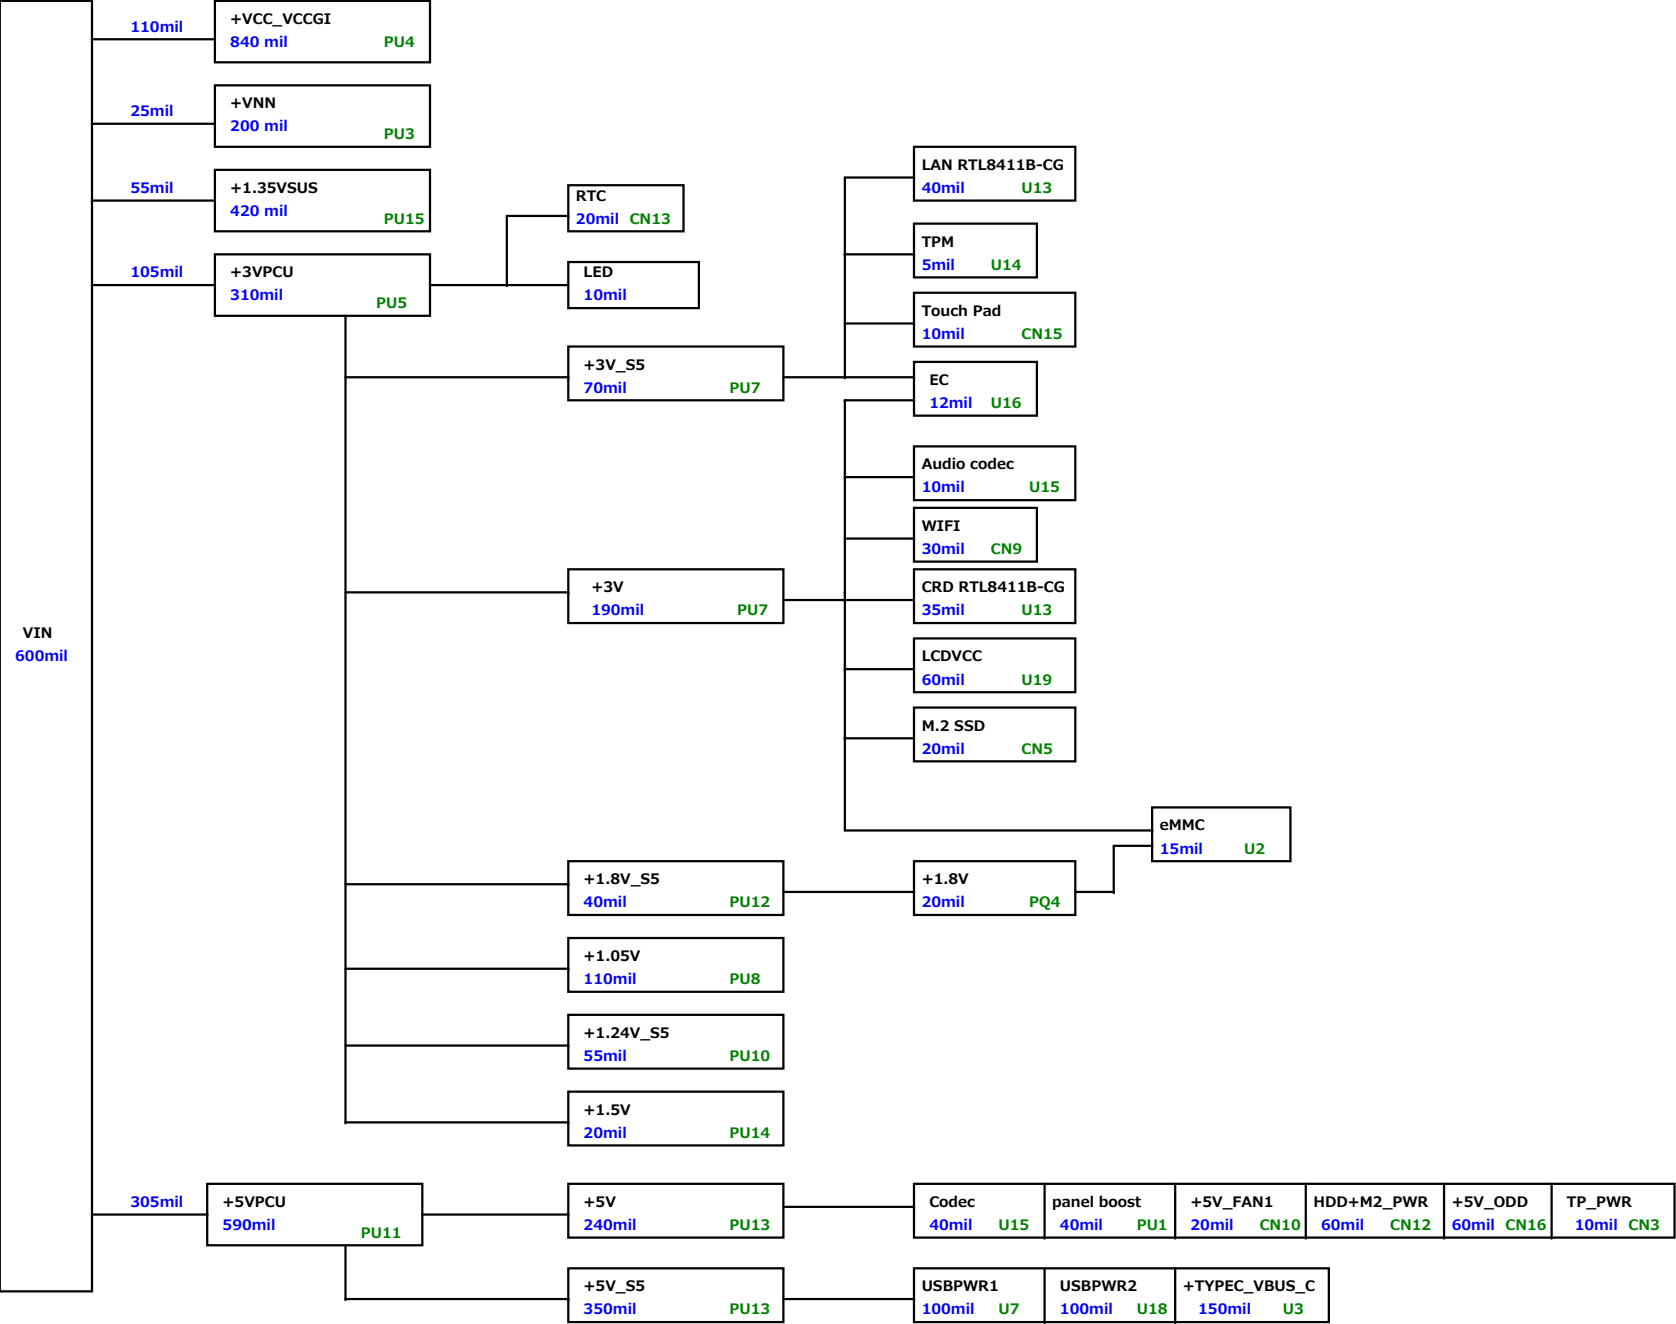 VIN
600mil
110mil
+VCC_VCCGI
840 mil PU4
25mil
+VNN
200 mil
PU3
55mil
+1.35VSUS
420 mil
PU15
105mil
+3VPCU
310mil
PU5
RTC
20mil CN13
LED
10mil
+3V_S5
70mil PU7
LAN RTL8411B-CG
40mil U13
TPM
5mil U14
Touch Pad
10mil CN15
EC
12mil U16
+3V
190mil PU7
Audio codec
10mil U15
WIFI
30mil CN9
CRD RTL8411B-CG
35mil U13
LCDVCC
60mil U19
M.2 SSD
20mil CN5
eMMC
15mil U2
+1.8V_S5
40mil PU12
+1.8V
20mil PQ4
+1.05V
110mil PU8
+1.24V_S5
55mil PU10
+1.5V
20mil PU14
305mil
+5VPCU
590mil
PU11
+5V
240mil PU13
Codec
40mil U15
panel boost
40mil PU1
+5V_FAN1
20mil CN10
HDD+M2_PWR
60mil CN12
+5V_ODD
60mil CN16
TP_PWR
10mil CN3
+5V_S5
350mil PU13
USBPWR1
100mil U7
USBPWR2
100mil U18
+TYPEC_VBUS_C
150mil U3